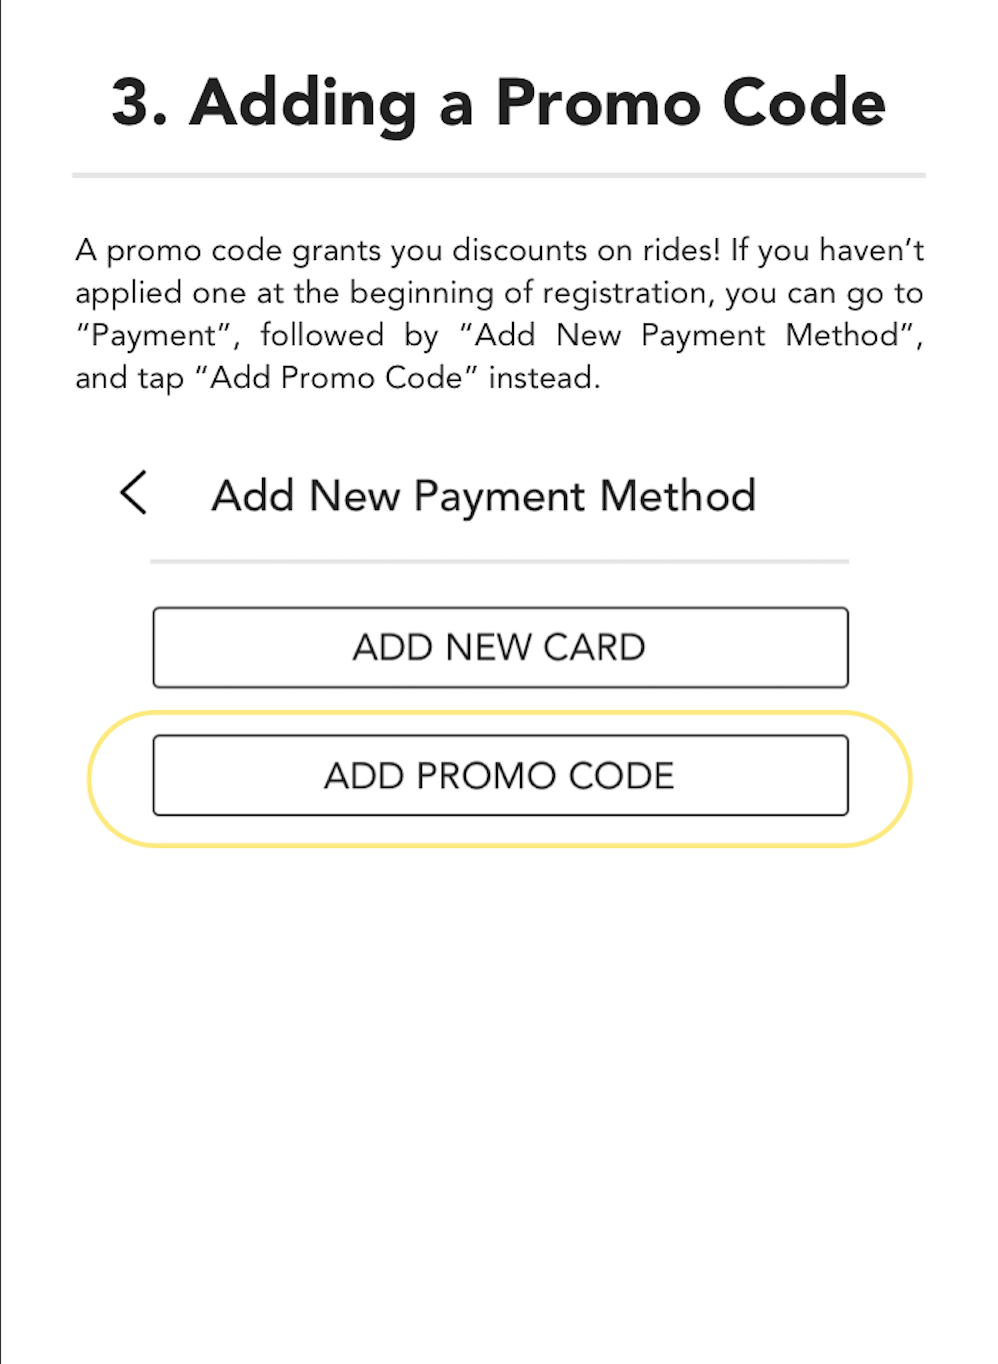 3. Adding a Promo Code
A promo code grants you discounts on rides! If you haven’t
applied one at the beginning of registration, you can go to
“Payment”, followed by “Add New Payment Method”,
and tap “Add Promo Code” instead.
Add New Payment Method
ADD NEW CARD
ADD PROMO CODE